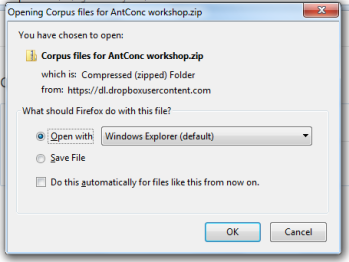 Opening Corpus files for AntConc workshop.zip
You have chosen to open:
Corpus files for AntConc workshop.zip
which is: Compressed (zipped) Folder
from: https://dl.dropboxusercontent.com
What should Firefox do with this file?
Open with Windows Explorer (default)
Save File
Do this automatically for files like this from now on.
OK Cancel